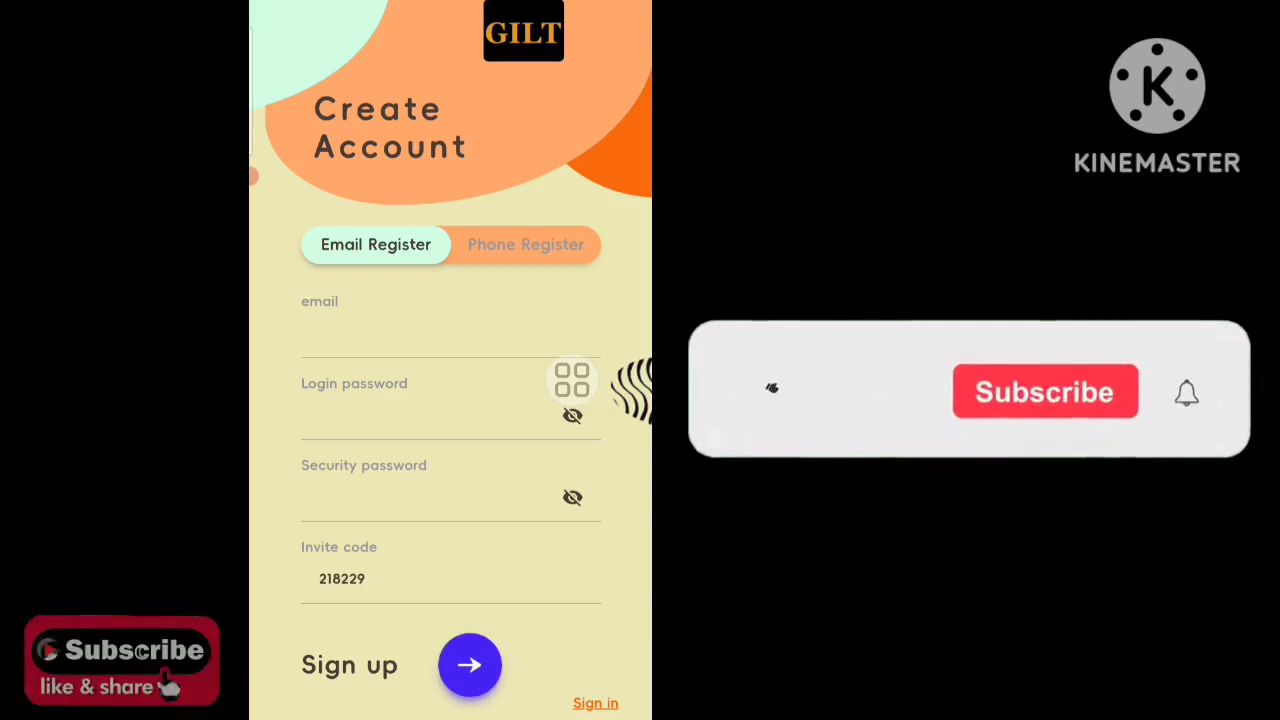 GILT
Create
Account
Email Register
Phone Register
email
Login password
Security password
Invite code
218229
Sign up
Sign in
K
KINEMASTER
Subscribe
Subscribe
like & share